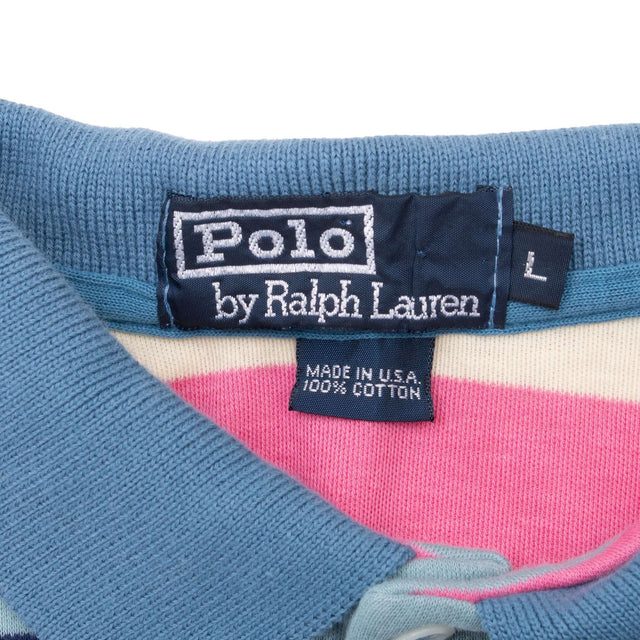 Polo
by Ralph Lauren
L
MADE IN U.S.A.
100% COTTON